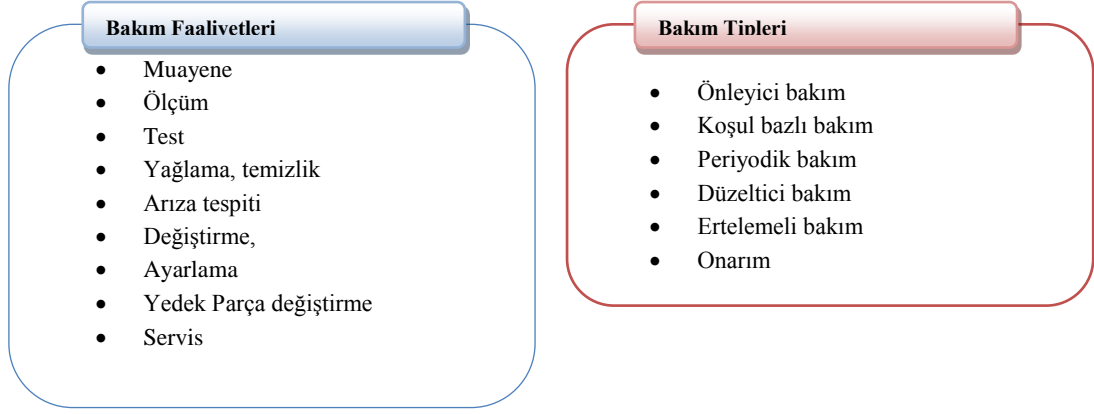 Bakım Faaliyetleri
Muayene
Ölçüm
Test
Yağlama, temizlik
Arıza tespiti
Değiştirme,
Ayarlama
Yedek Parça değiştirme
Servis
Bakım Tipleri
Önleyici bakım
Koşul bazlı bakım
Periyodik bakım
Düzeltici bakım
Ertelemeli bakım
Onarım